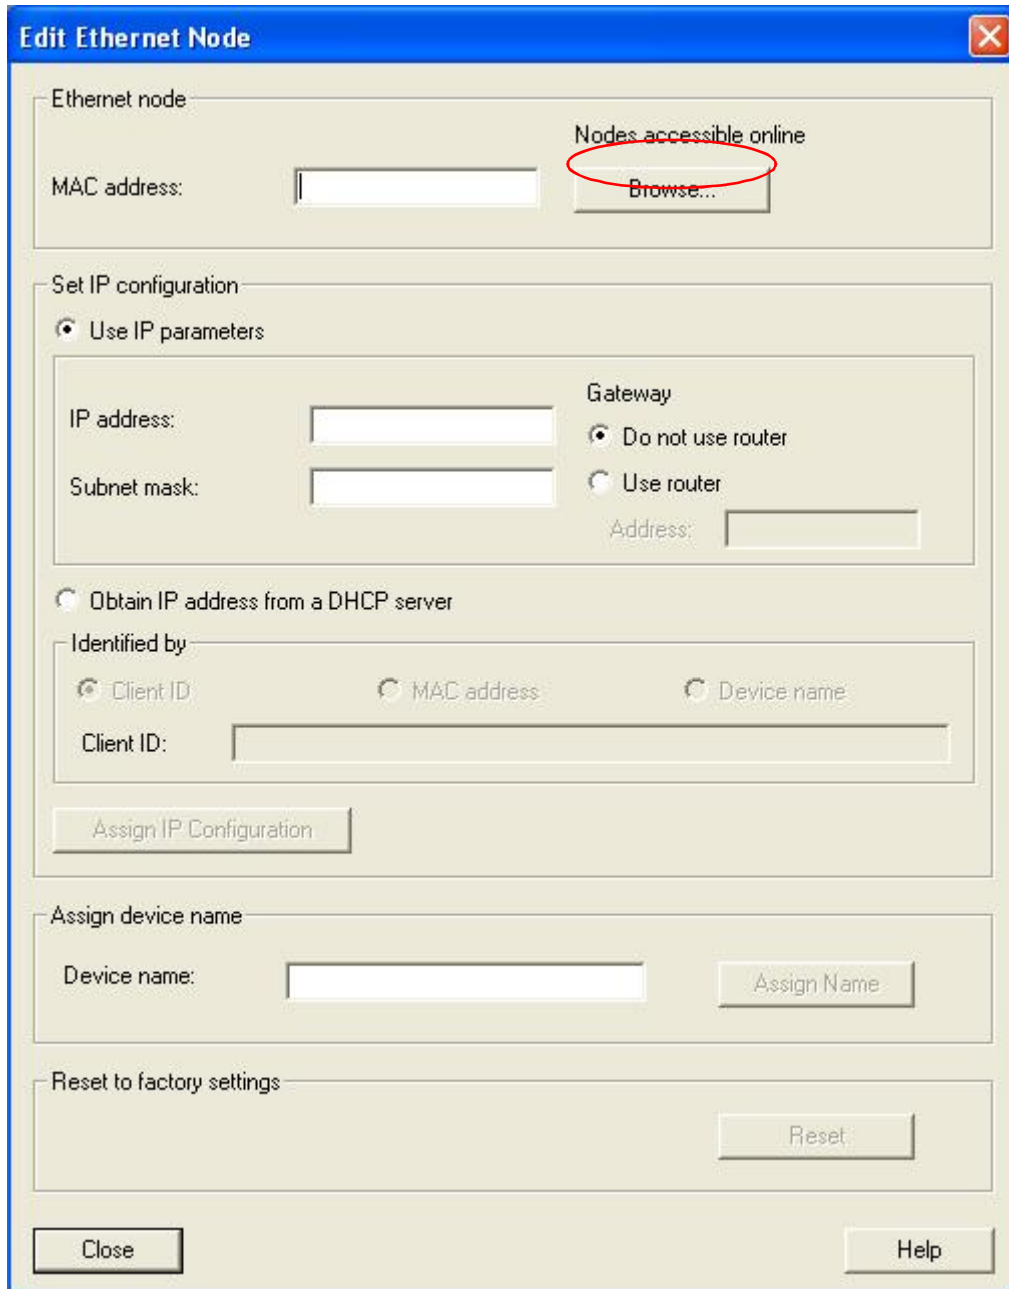 Edit Ethernet Node
Ethernet node
Nodes accessible online
MAC address:
Browse...
Set IP configuration
Use IP parameters
Gateway
IP address:
Do not use router
Subnet mask:
Use router
Address:
Obtain IP address from a DHCP server
Identified by
Client ID MAC address Device name
Client ID:
Assign IP Configuration
Assign device name
Device name:
Assign Name
Reset to factory settings
Reset
Close Help